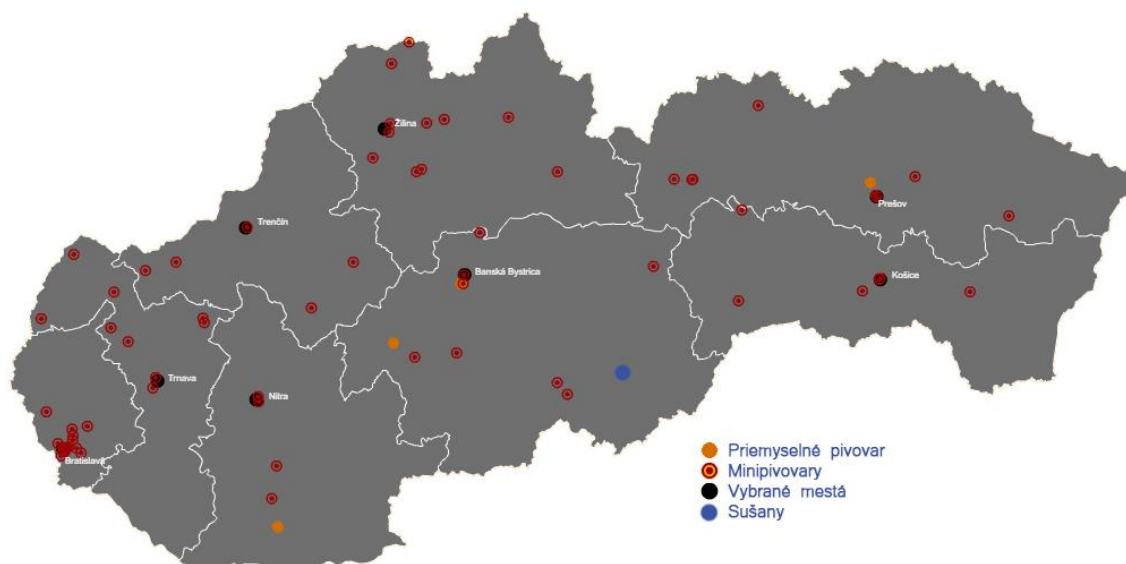 Žilina
Prešov
Trenčín
Banská Bystrica
Košice
Trnava
Nitra
Bratislava
Priemyselné pivovar
Minipivovary
Vybrané mestá
Sušany